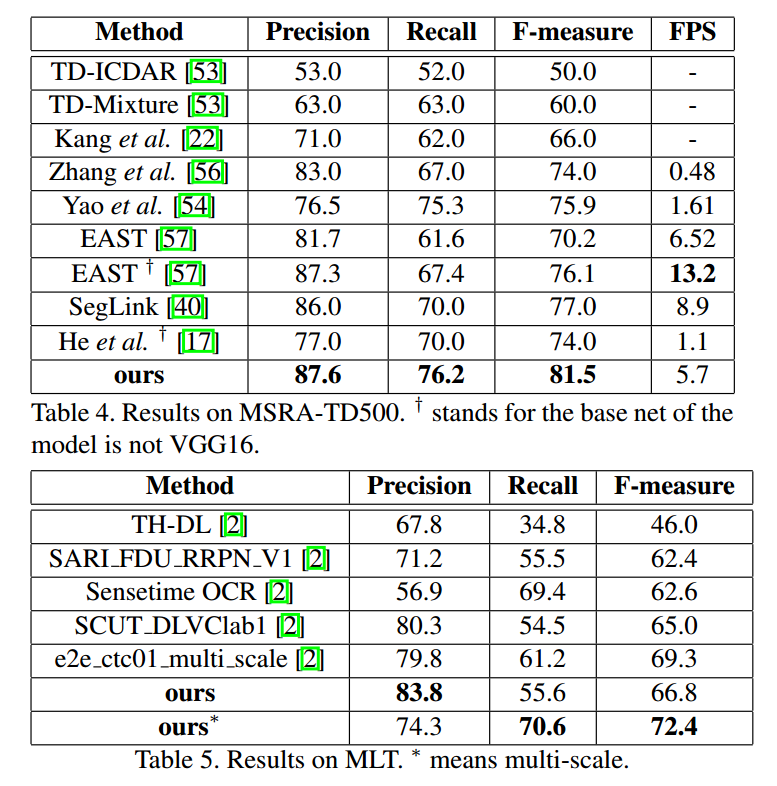 Method Precision Recall F-measure FPS
TD-ICDAR [53] 53.0 52.0 50.0 -
TD-Mixture [53] 63.0 63.0 60.0 -
Kang et al. [22] 71.0 62.0 66.0 -
Zhang et al. [56] 83.0 67.0 74.0 0.48
Yao et al. [54] 76.5 75.3 75.9 1.61
EAST [57] 81.7 61.6 70.2 6.52
EAST † [57] 87.3 67.4 76.1 13.2
SegLink [40] 86.0 70.0 77.0 8.9
He et al. † [17] 77.0 70.0 74.0 1.1
ours 87.6 76.2 81.5 5.7
Table 4. Results on MSRA-TD500. † stands for the base net of the
model is not VGG16.
Method Precision Recall F-measure
TH-DL [2] 67.8 34.8 46.0
SARI_FDU_RRPN_V1 [2] 71.2 55.5 62.4
Sensetime OCR [2] 56.9 69.4 62.6
SCUT_DLVClab1 [2] 80.3 54.5 65.0
e2e_ctc01_multi_scale [2] 79.8 61.2 69.3
ours 83.8 55.6 66.8
ours* 74.3 70.6 72.4
Table 5. Results on MLT. * means multi-scale.